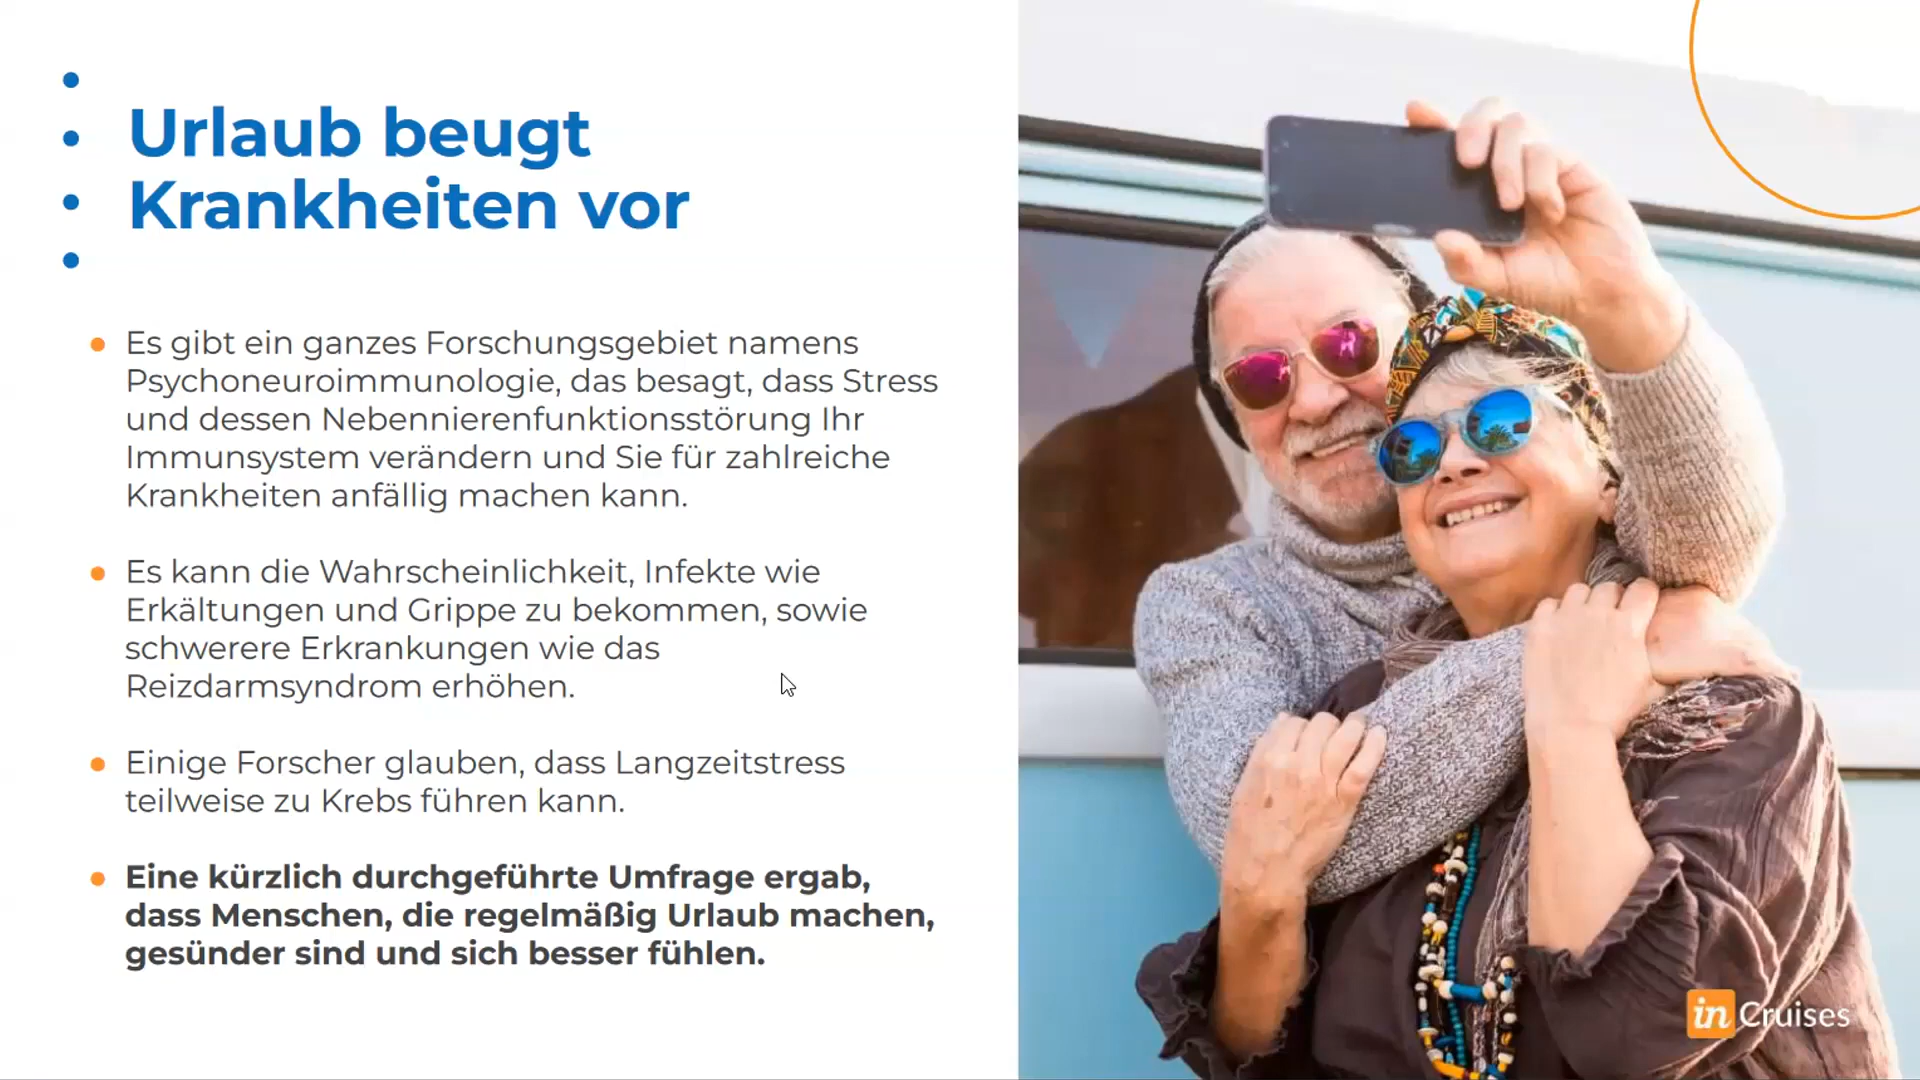 Urlaub beugt
Krankheiten vor
Es gibt ein ganzes Forschungsgebiet namens
Psychoneuroimmunologie, das besagt, dass Stress
und dessen Nebennierenfunktionsstörung Ihr
Immunsystem verändern und Sie für zahlreiche
Krankheiten anfällig machen kann.
Es kann die Wahrscheinlichkeit, Infekte wie
Erkältungen und Grippe zu bekommen, sowie
schwerere Erkrankungen wie das
Reizdarmsyndrom erhöhen.
Einige Forscher glauben, dass Langzeitstress
teilweise zu Krebs führen kann.
Eine kürzlich durchgeführte Umfrage ergab,
dass Menschen, die regelmäßig Urlaub machen,
gesünder sind und sich besser fühlen.
in Cruises